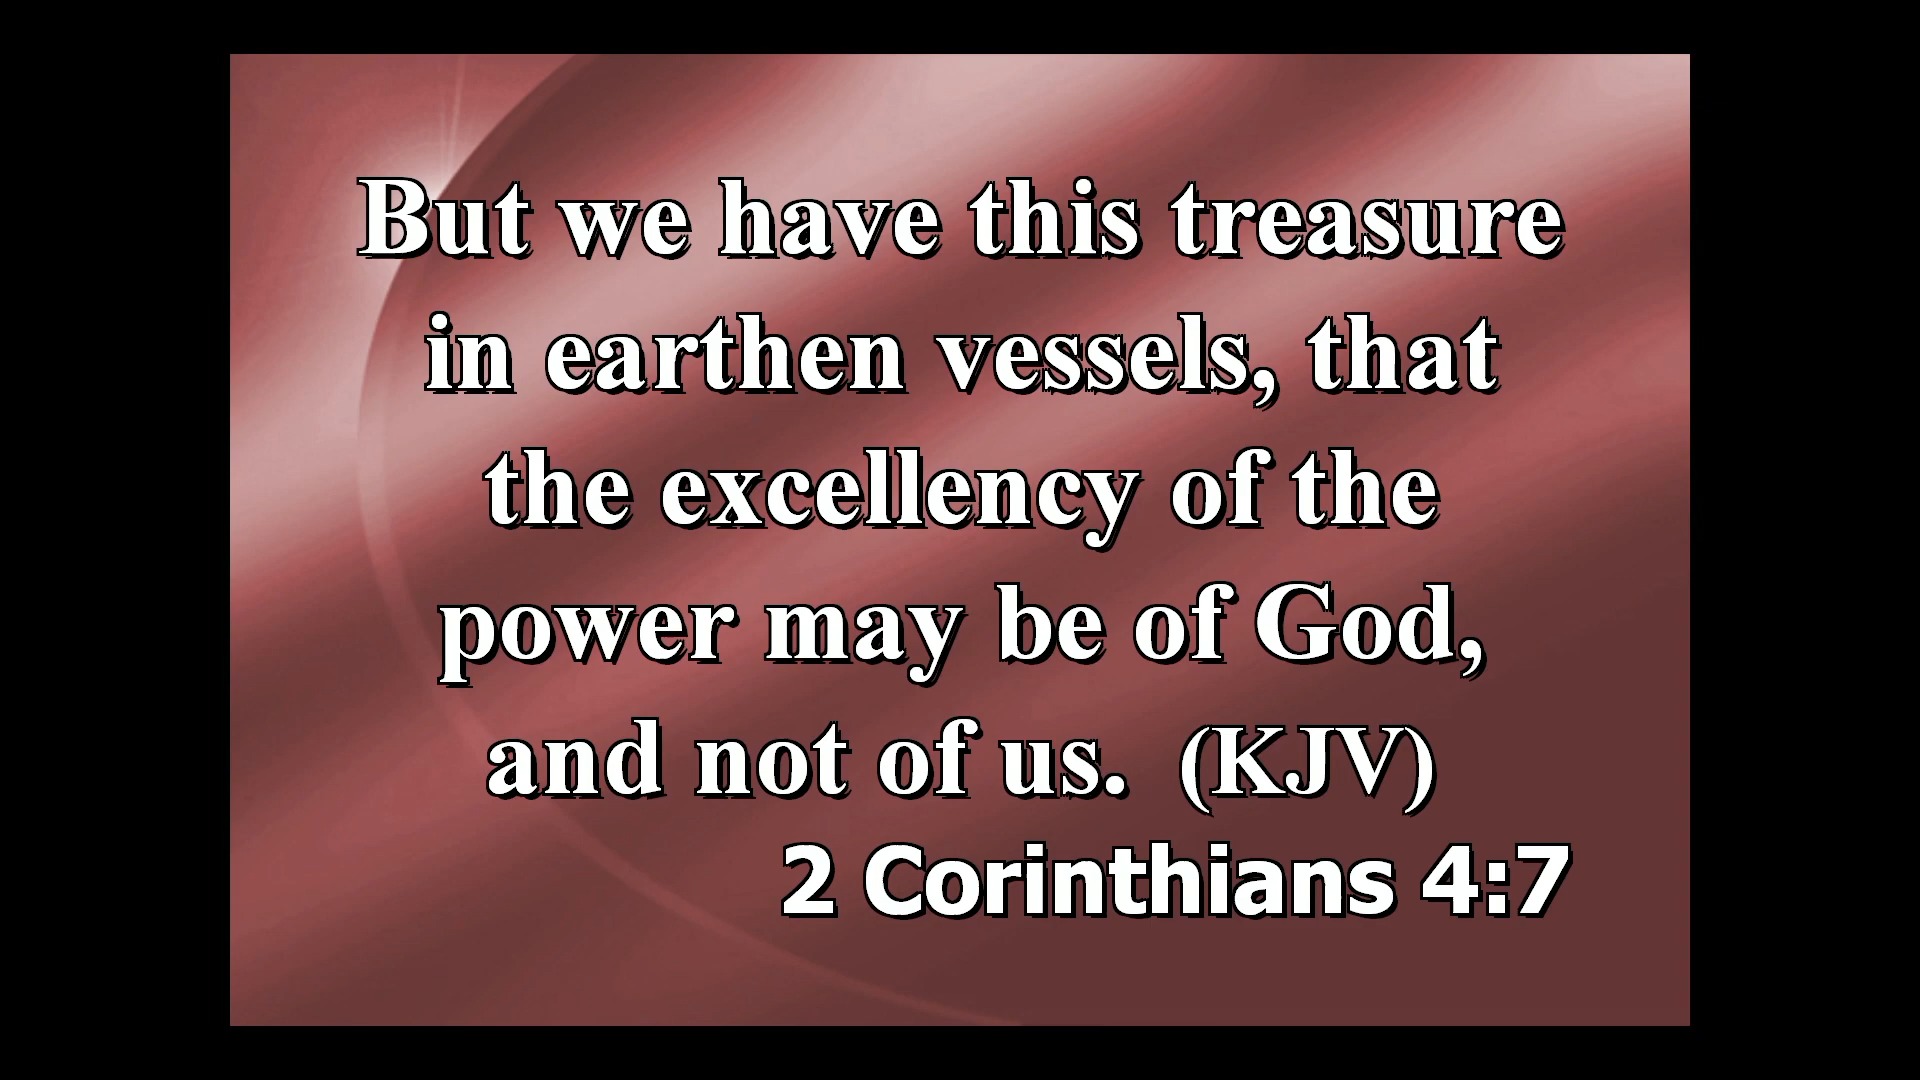 But we have this treasure
in earthen vessels, that
the excellency of the
power may be of God,
and not of us.  (KJV)
2 Corinthians 4:7